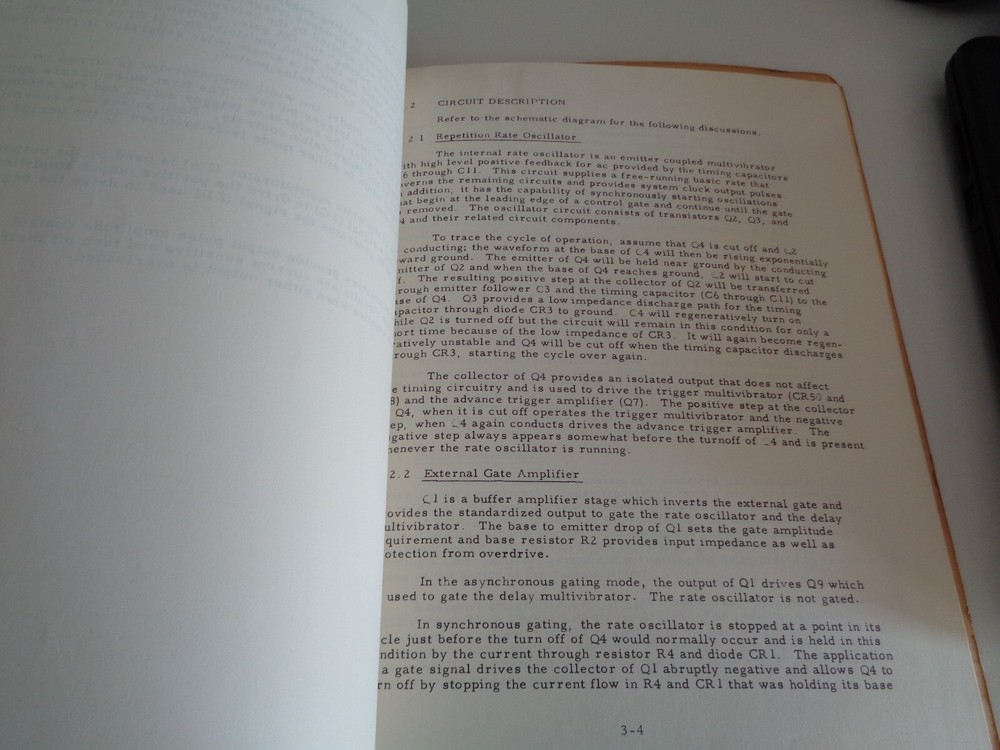 .2 CIRCUIT DESCRIPTION
Refer to the schematic diagram for the following discussions.
2 1 Repetition Rate Oscillator
The internal rate oscillator is an emitter coupled multivibrator
ith high level positive feedback for ac provided by the timing capacitors
6 through C11. This circuit supplies a free-running basic rate that
verns the remaining circuits and provides system clock output pulses.
addition, it has the capability of synchronously starting oscillations
at begin at the leading edge of a control gate and continue until the gate
removed. The oscillator circuit consists of transistors Q2, Q3, and
4 and their related circuit components.
To trace the cycle of operation, assume that Q4 is cut off and Q2
conducting; the waveform at the base of Q4 will then be rising exponentially
ward ground. The emitter of Q4 will be held near ground by the conducting
mitter of Q2 and when the base of Q4 reaches ground, Q2 will start to cut
f. The resulting positive step at the collector of Q2 will be transferred
rough emitter follower C3 and the timing capacitor (C6 through C11) to the
ase of Q4. Q3 provides a low impedance discharge path for the timing
apacitor through diode CR3 to ground. Q4 will regeneratively turn on
hile Q2 is turned off but the circuit will remain in this condition for only a
ort time because of the low impedance of CR3. It will again become regen-
ratively unstable and Q4 will be cut off when the timing capacitor discharges
rough CR3, starting the cycle over again.
The collector of Q4 provides an isolated output that does not affect
e timing circuitry and is used to drive the trigger multivibrator (CR50 and
8) and the advance trigger amplifier (Q7). The positive step at the collector
Q4, when it is cut off operates the trigger multivibrator and the negative
ep, when Q4 again conducts drives the advance trigger amplifier. The
gative step always appears somewhat before the turnoff of Q4 and is present
henever the rate oscillator is running.
2.2 External Gate Amplifier
Q1 is a buffer amplifier stage which inverts the external gate and
ovides the standardized output to gate the rate oscillator and the delay
ultivibrator. The base to emitter drop of Q1 sets the gate amplitude
quirement and base resistor R2 provides input impedance as well as
otection from overdrive.
In the asynchronous gating mode, the output of Q1 drives Q9 which
used to gate the delay multivibrator. The rate oscillator is not gated.
In synchronous gating, the rate oscillator is stopped at a point in its
cle just before the turn off of Q4 would normally occur and is held in this
ndition by the current through resistor R4 and diode CR1. The application
a gate signal drives the collector of Q1 abruptly negative and allows Q4 to
rn off by stopping the current flow in R4 and CR1 that was holding its base
3-4